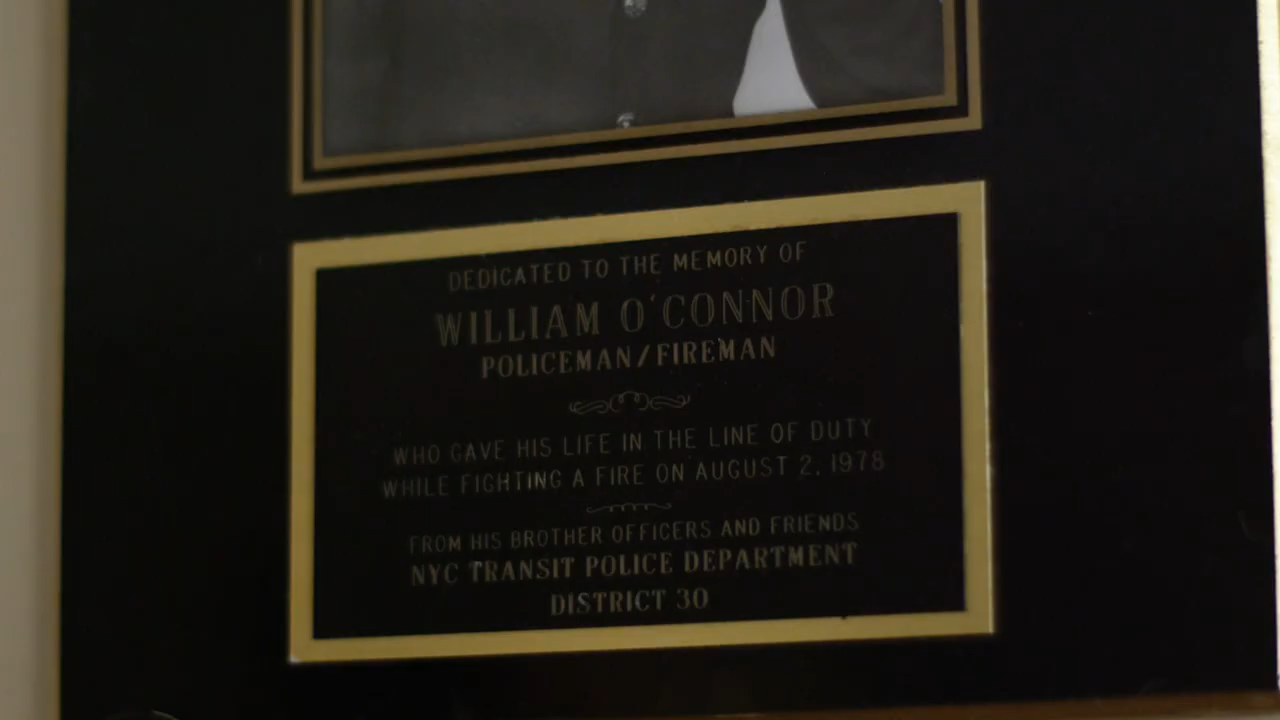 DEDICATED TO THE MEMORY OF
WILLIAM O'CONNOR
POLICEMAN/FIREMAN
WHO GAVE HIS LIFE IN THE LINE OF DUTY
WHILE FIGHTING A FIRE ON AUGUST 2, 1978
FROM HIS BROTHER OFFICERS AND FRIENDS
NYC TRANSIT POLICE DEPARTMENT
DISTRICT 30